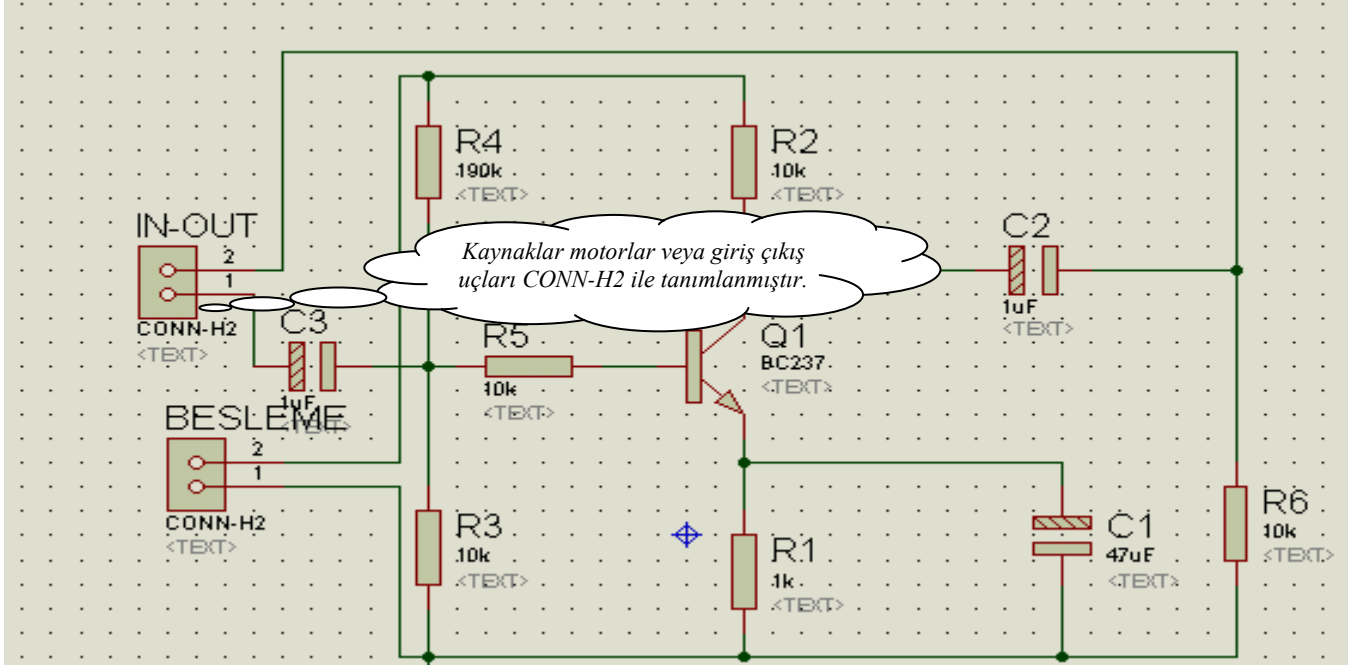 R4
190k
<TEXT>
R2
10k
<TEXT>
IN-OUT
2
1
CONN-H2
<TEXT>
Kaynaklar motorlar veya giriş çıkış
uçları CONN-H2 ile tanımlanmıştır.
C2
1uF
<TEXT>
C3
1uF
<TEXT>
R5
10k
<TEXT>
Q1
BC237
<TEXT>
BESLEME
2
1
CONN-H2
<TEXT>
R3
10k
<TEXT>
R1
1k
<TEXT>
C1
47uF
<TEXT>
R6
10k
<TEXT>